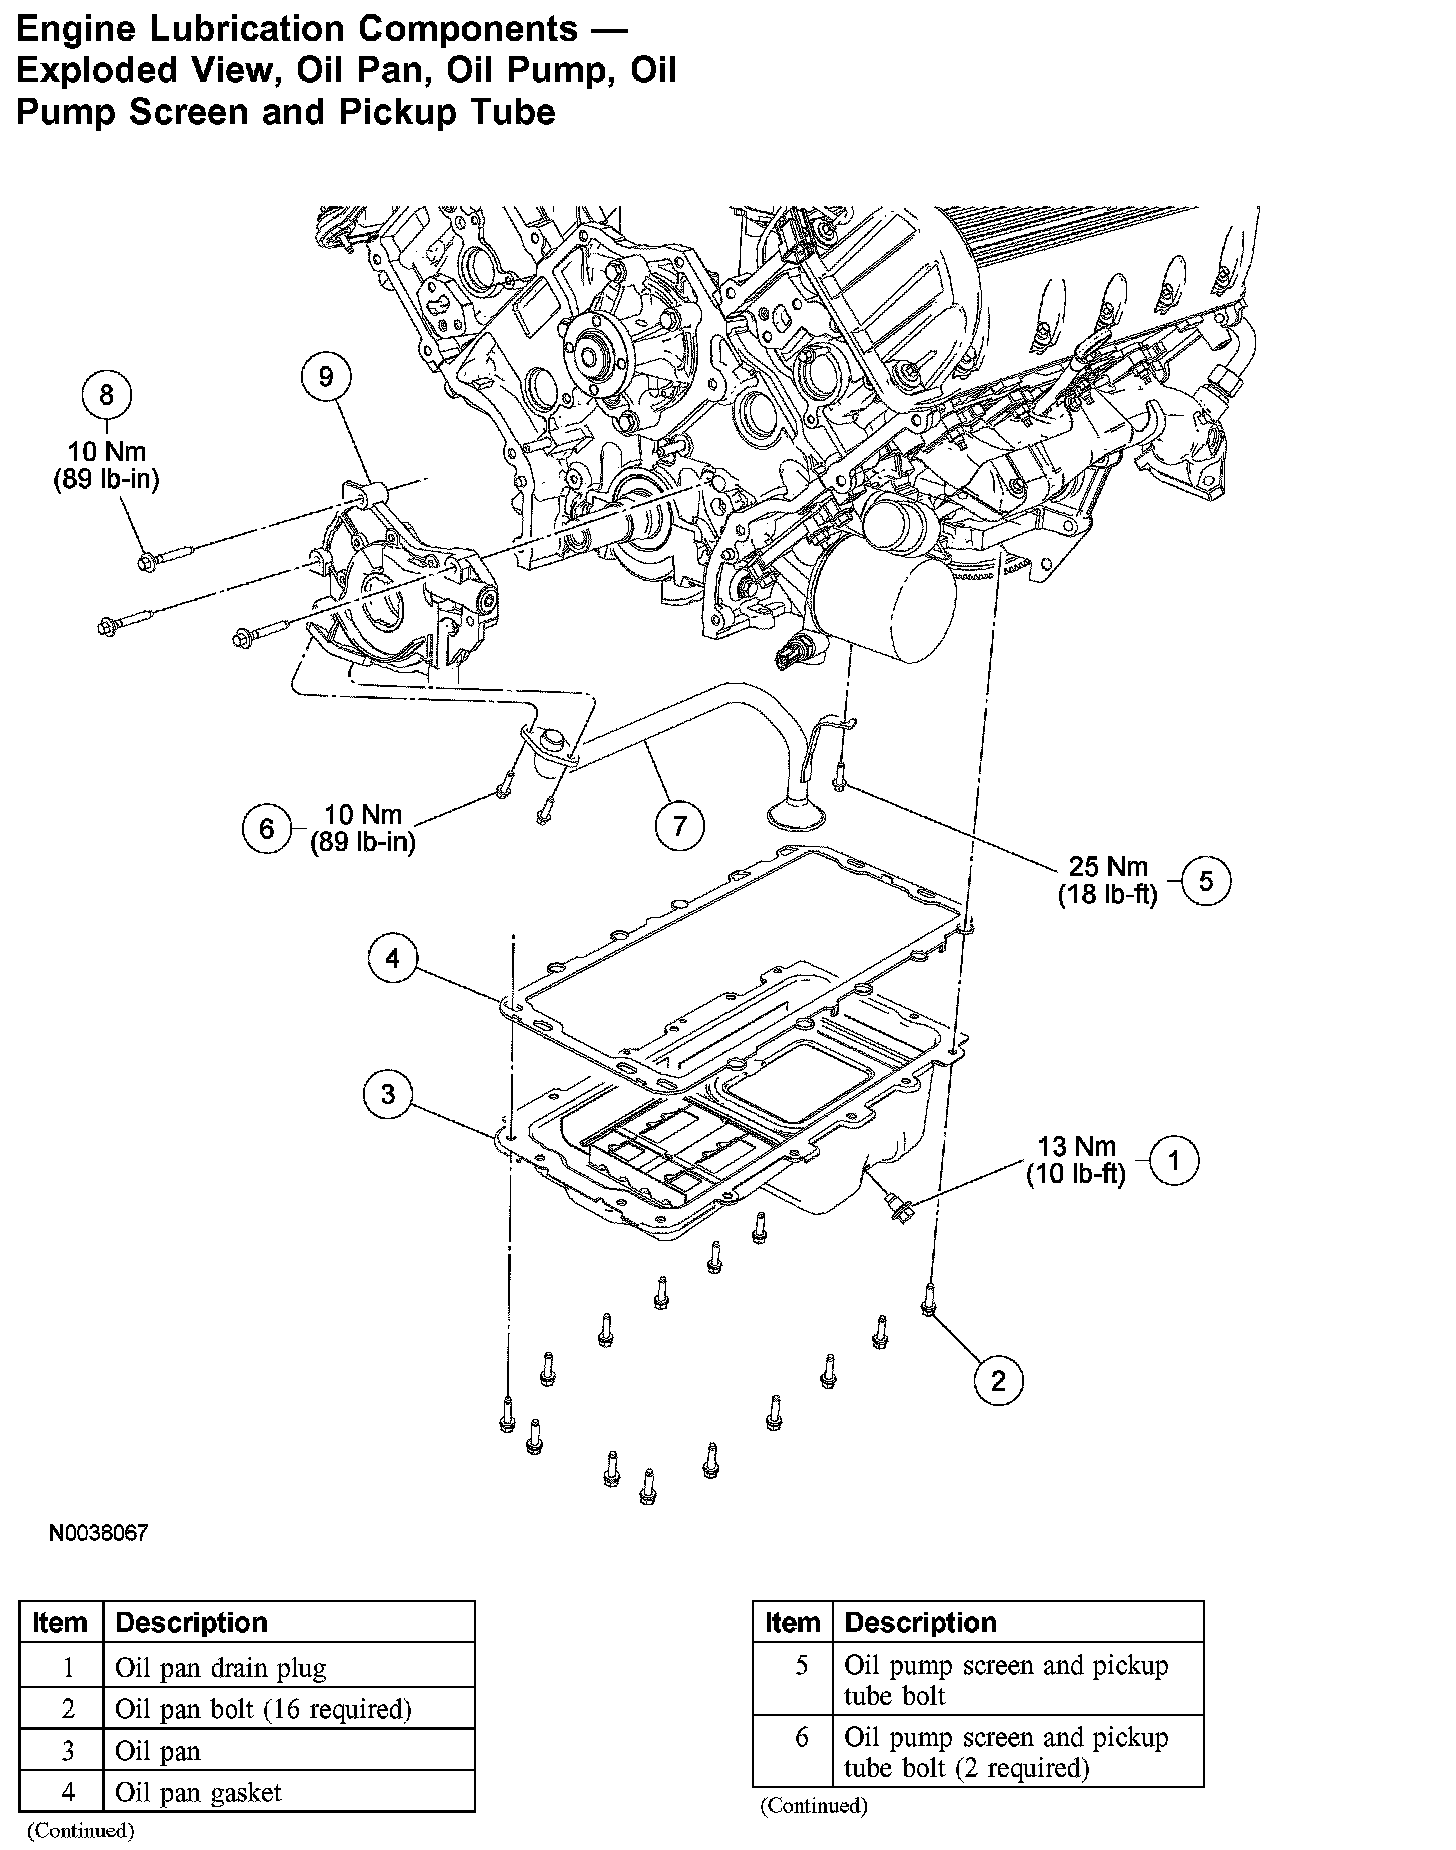 Engine Lubrication Components —
Exploded View, Oil Pan, Oil Pump, Oil
Pump Screen and Pickup Tube
9
8
10 Nm
(89 lb-in)
6
10 Nm
(89 lb-in)
7
25 Nm
(18 lb-ft)
5
4
3
13 Nm
(10 lb-ft)
1
2
N0038067
Item Description
1 Oil pan drain plug
2 Oil pan bolt (16 required)
3 Oil pan
4 Oil pan gasket
(Continued)
Item Description
5 Oil pump screen and pickup
tube bolt
6 Oil pump screen and pickup
tube bolt (2 required)
(Continued)